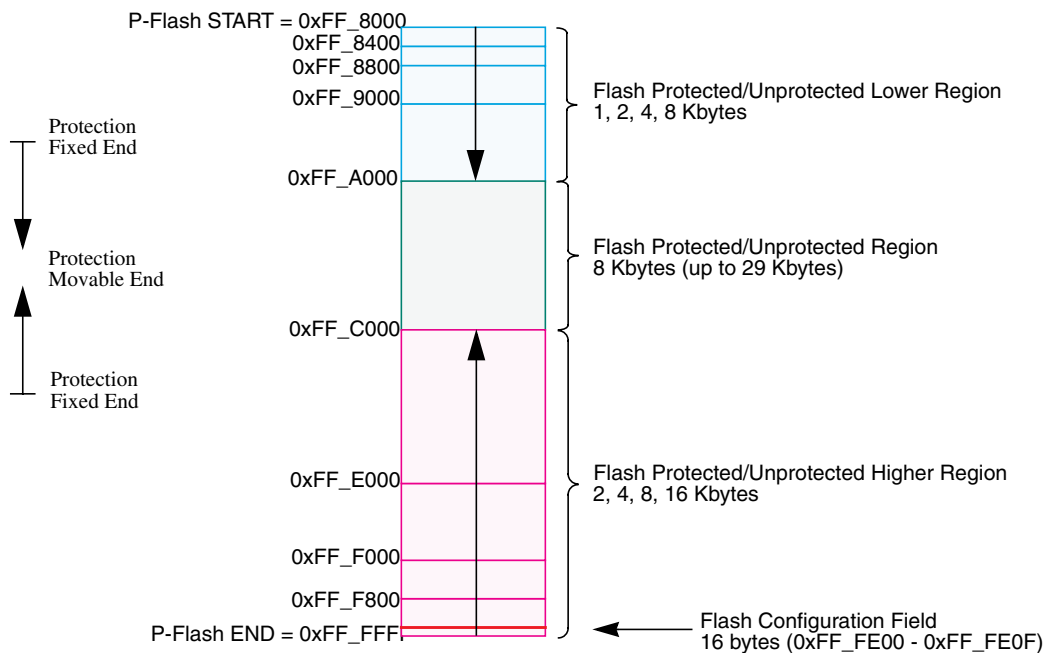 P-Flash START = 0xFF_8000
0xFF_8400
0xFF_8800
0xFF_9000
Flash Protected/Unprotected Lower Region
1, 2, 4, 8 Kbytes
Protection
Fixed End
0xFF_A000
Protection
Movable End
Flash Protected/Unprotected Region
8 Kbytes (up to 29 Kbytes)
0xFF_C000
Protection
Fixed End
0xFF_E000
Flash Protected/Unprotected Higher Region
2, 4, 8, 16 Kbytes
0xFF_F000
0xFF_F800
P-Flash END = 0xFF_FFF
Flash Configuration Field
16 bytes (0xFF_FE00 - 0xFF_FE0F)